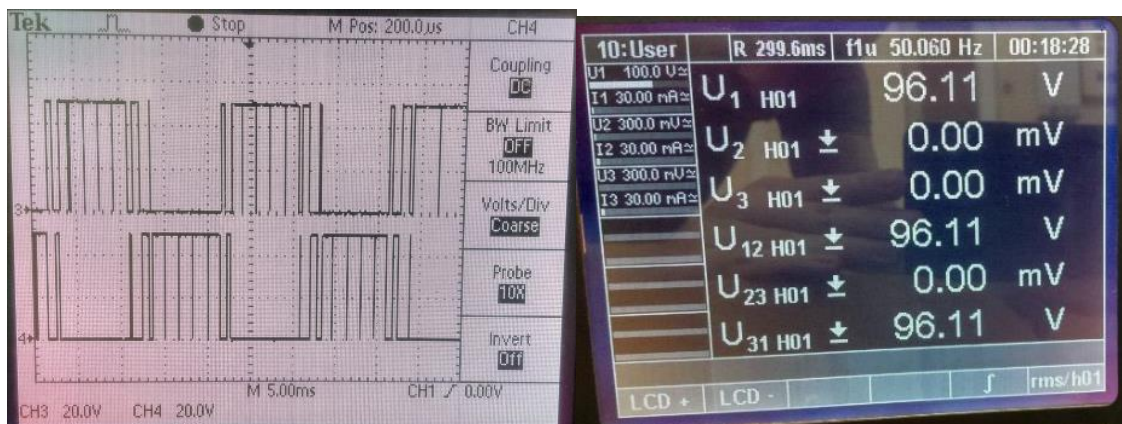 Tek Stop M Pos: 200.0µs CH4
Coupling
DC
BW Limit
OFF
100MHz
Volts/Div
Coarse
Probe
10X
Invert
Off
3
4
M 5.00ms CH1 0.00V
CH3 20.0V CH4 20.0V
10:User R 299.6ms f1u 50.060 Hz 00:18:28
U1 100.0 V≃
I1 30.00 mA≃
U2 300.0 mV≃
I2 30.00 mA≃
U3 300.0 mV≃
I3 30.00 mA≃
U1 H01 96.11 V
U2 H01 0.00 mV
U3 H01 0.00 mV
U12 H01 96.11 V
U23 H01 0.00 mV
U31 H01 96.11 V
LCD + LCD - ∫ rms/h01